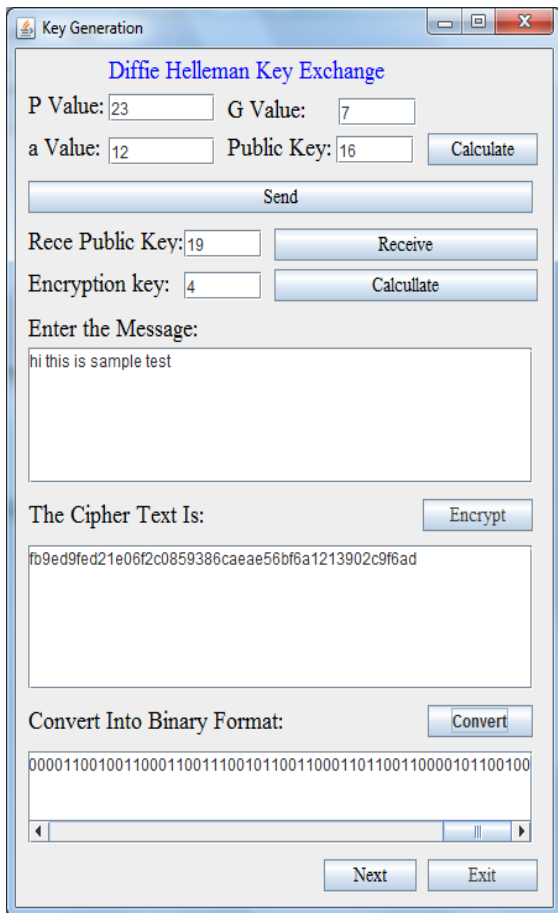 Key Generation
Diffie Helleman Key Exchange
P Value: 23 G Value: 7
a Value: 12 Public Key: 16 Calculate
Send
Rece Public Key: 19 Receive
Encryption key: 4 Calcullate
Enter the Message:
hi this is sample test
The Cipher Text Is: Encrypt
fb9ed9fed21e06f2c0859386caeae56bf6a1213902c9f6ad
Convert Into Binary Format: Convert
00001100100110001100111001011001100011011001100001011001 00
Next Exit